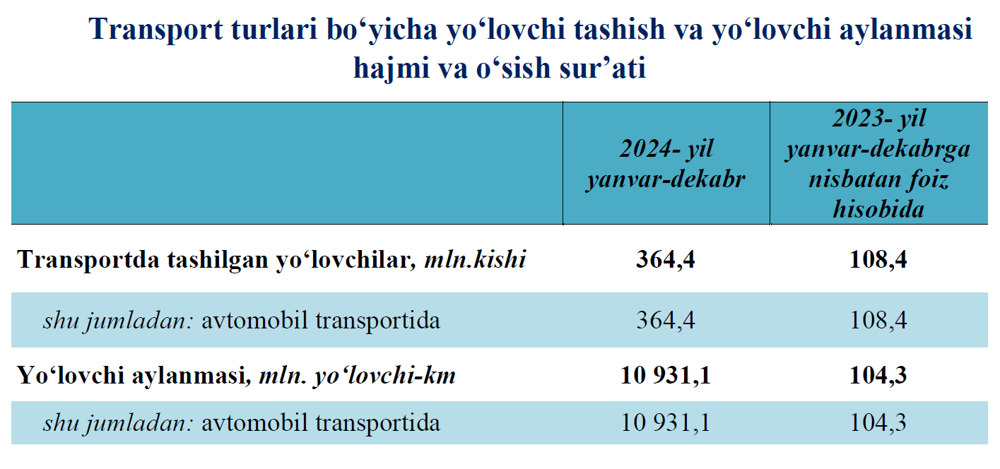 Transport turlari bo‘yicha yo‘lovchi tashish va yo‘lovchi aylanmasi
hajmi va o‘sish sur’ati
2024- yil
yanvar-dekabr
2023- yil
yanvar-dekabrga
nisbatan foiz
hisobida
Transportda tashilgan yo‘lovchilar, mln.kishi 364,4 108,4
shu jumladan: avtomobil transportida 364,4 108,4
Yo‘lovchi aylanmasi, mln. yo‘lovchi-km 10 931,1 104,3
shu jumladan: avtomobil transportida 10 931,1 104,3